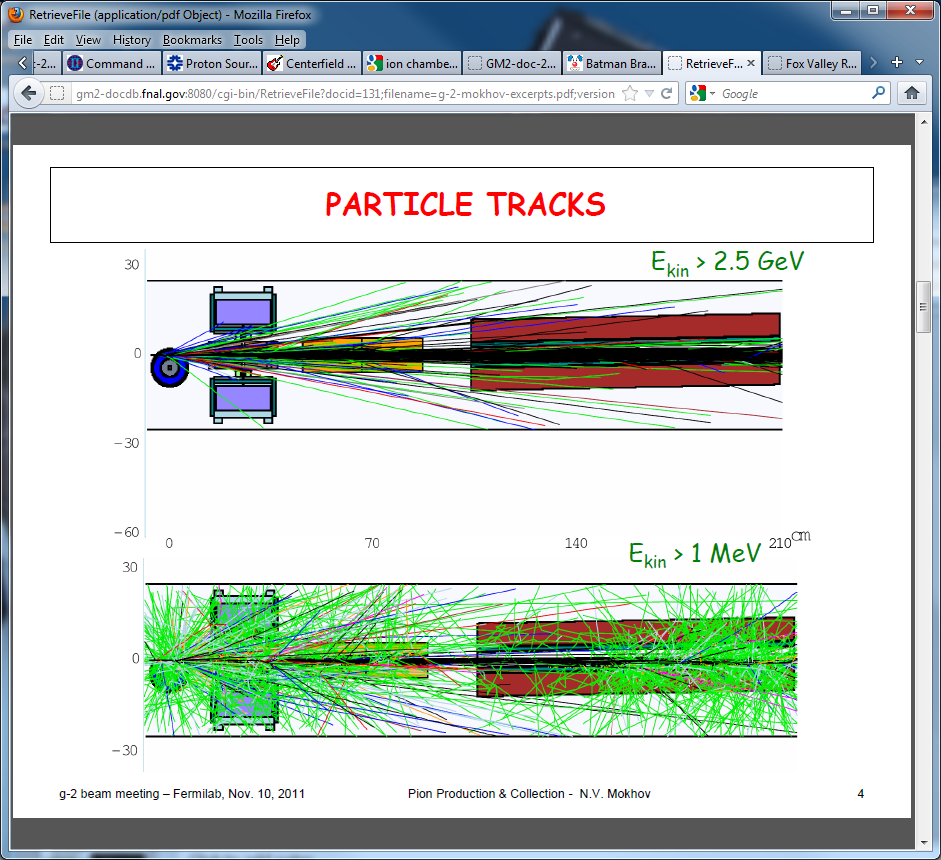 RetrieveFile (application/pdf Object) - Mozilla Firefox
File Edit View History Bookmarks Tools Help
:-2... Command ... Proton Sour... Centerfield ... ion chambe... GM2-doc-2... Batman Bra... RetrieveF... Fox Valley R...
gm2-docdb.fnal.gov:8080/cgi-bin/RetrieveFile?docid=131;filename=g-2-mokhov-excerpts.pdf;version Google
PARTICLE TRACKS
E_kin > 2.5 GeV
30
0
-30
-60
0 70 140 210 cm
E_kin > 1 MeV
30
0
-30
g-2 beam meeting – Fermilab, Nov. 10, 2011 Pion Production & Collection - N.V. Mokhov 4